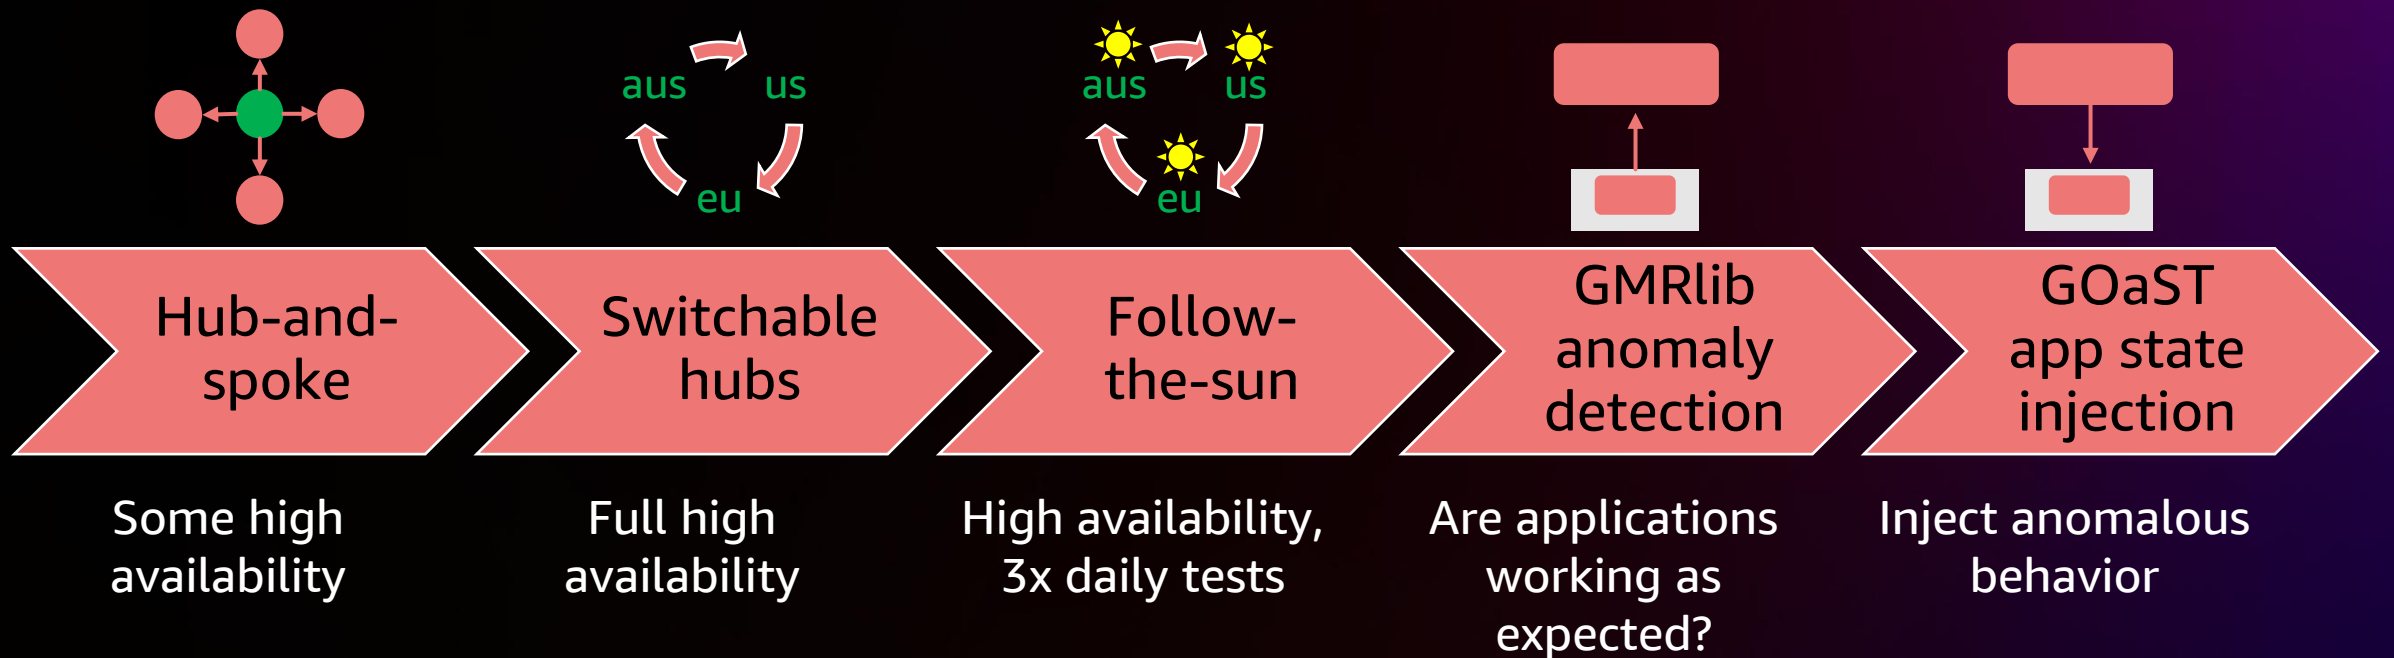 aus
us
eu
aus
us
eu
Hub-and-
spoke
Switchable
hubs
Follow-
the-sun
GMRlib
anomaly
detection
GOaST
app state
injection
Some high
availability
Full high
availability
High availability,
3x daily tests
Are applications
working as
expected?
Inject anomalous
behavior